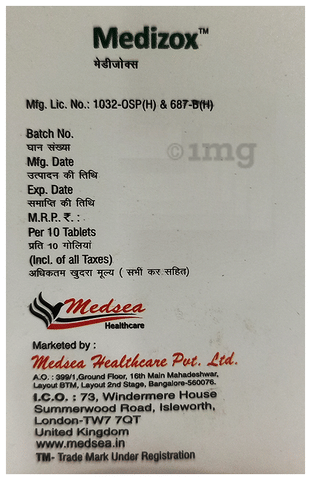 Medizox™
मेडीजोक्स
Mfg. Lic. No.: 1032-OSP(H) & 687-B(H)
Batch No.
घान संख्या
Mfg. Date
उत्पादन की तिथि
Exp. Date
समाप्ति की तिथि
M.R.P. ₹. :
Per 10 Tablets
प्रति 10 गोलियां
(Incl. of all Taxes)
अधिकतम खुदरा मूल्य ( सभी कर सहित)
1mg
Medsea
Healthcare
Marketed by :
Medsea Healthcare Pvt. Ltd.
A.O. : 399/1,Ground Floor, 16th Main Mahadeshwar,
Layout BTM, Layout 2nd Stage, Bangalore-560076.
I.C.O. : 73, Windermere House
Summerwood Road, Isleworth,
London-TW7 7QT
United Kingdom
www.medsea.in
TM- Trade Mark Under Registration